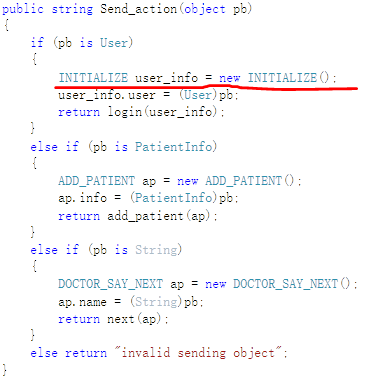 public string Send_action(object pb)
{
if (pb is User)
{
INITIALIZE user_info = new INITIALIZE();
user_info.user = (User)pb;
return login(user_info);
}
else if (pb is PatientInfo)
{
ADD_PATIENT ap = new ADD_PATIENT();
ap.info = (PatientInfo)pb;
return add_patient(ap);
}
else if (pb is String)
{
DOCTOR_SAY_NEXT ap = new DOCTOR_SAY_NEXT();
ap.name = (String)pb;
return next(ap);
}
else return "invalid sending object";
}